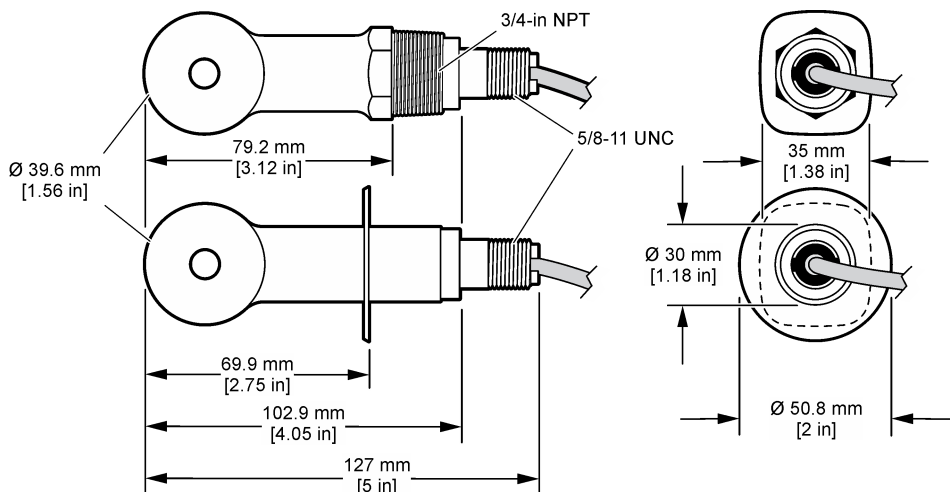 3/4-in NPT
5/8-11 UNC
79.2 mm
[3.12 in]
Ø 39.6 mm
[1.56 in]
35 mm
[1.38 in]
Ø 30 mm
[1.18 in]
69.9 mm
[2.75 in]
102.9 mm
[4.05 in]
Ø 50.8 mm
[2 in]
127 mm
[5 in]